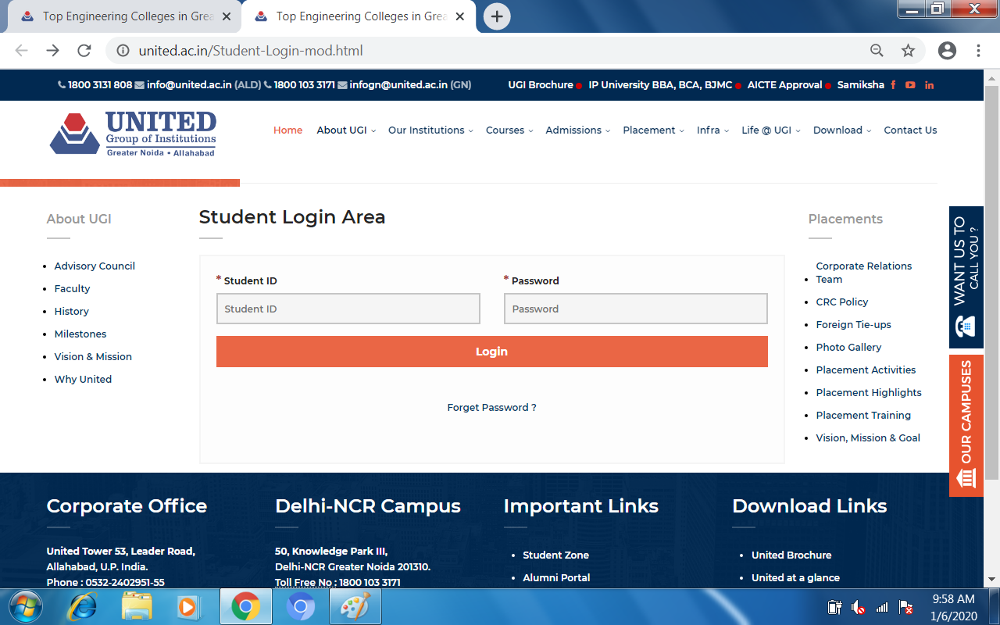 Top Engineering Colleges in Grea
Top Engineering Colleges in Grea
united.ac.in/Student-Login-mod.html
1800 3131 808 info@united.ac.in (ALD) 1800 103 3171 infogn@united.ac.in (GN)
UGI Brochure IP University BBA, BCA, BJMC AICTE Approval Samiksha
UNITED
Group of Institutions
Greater Noida • Allahabad
Home About UGI Our Institutions Courses Admissions Placement Infra Life @ UGI Download Contact Us
About UGI
Advisory Council
Faculty
History
Milestones
Vision & Mission
Why United
Student Login Area
* Student ID
Student ID
* Password
Password
Login
Forget Password ?
Placements
Corporate Relations
Team
CRC Policy
Foreign Tie-ups
Photo Gallery
Placement Activities
Placement Highlights
Placement Training
Vision, Mission & Goal
WANT US TO
CALL YOU ?
OUR CAMPUSES
Corporate Office
United Tower 53, Leader Road,
Allahabad, U.P. India.
Phone : 0532-2402951-55
Delhi-NCR Campus
50, Knowledge Park III,
Delhi-NCR Greater Noida 201310.
Toll Free No : 1800 103 3171
Important Links
Student Zone
Alumni Portal
Download Links
United Brochure
United at a glance
9:58 AM
1/6/2020